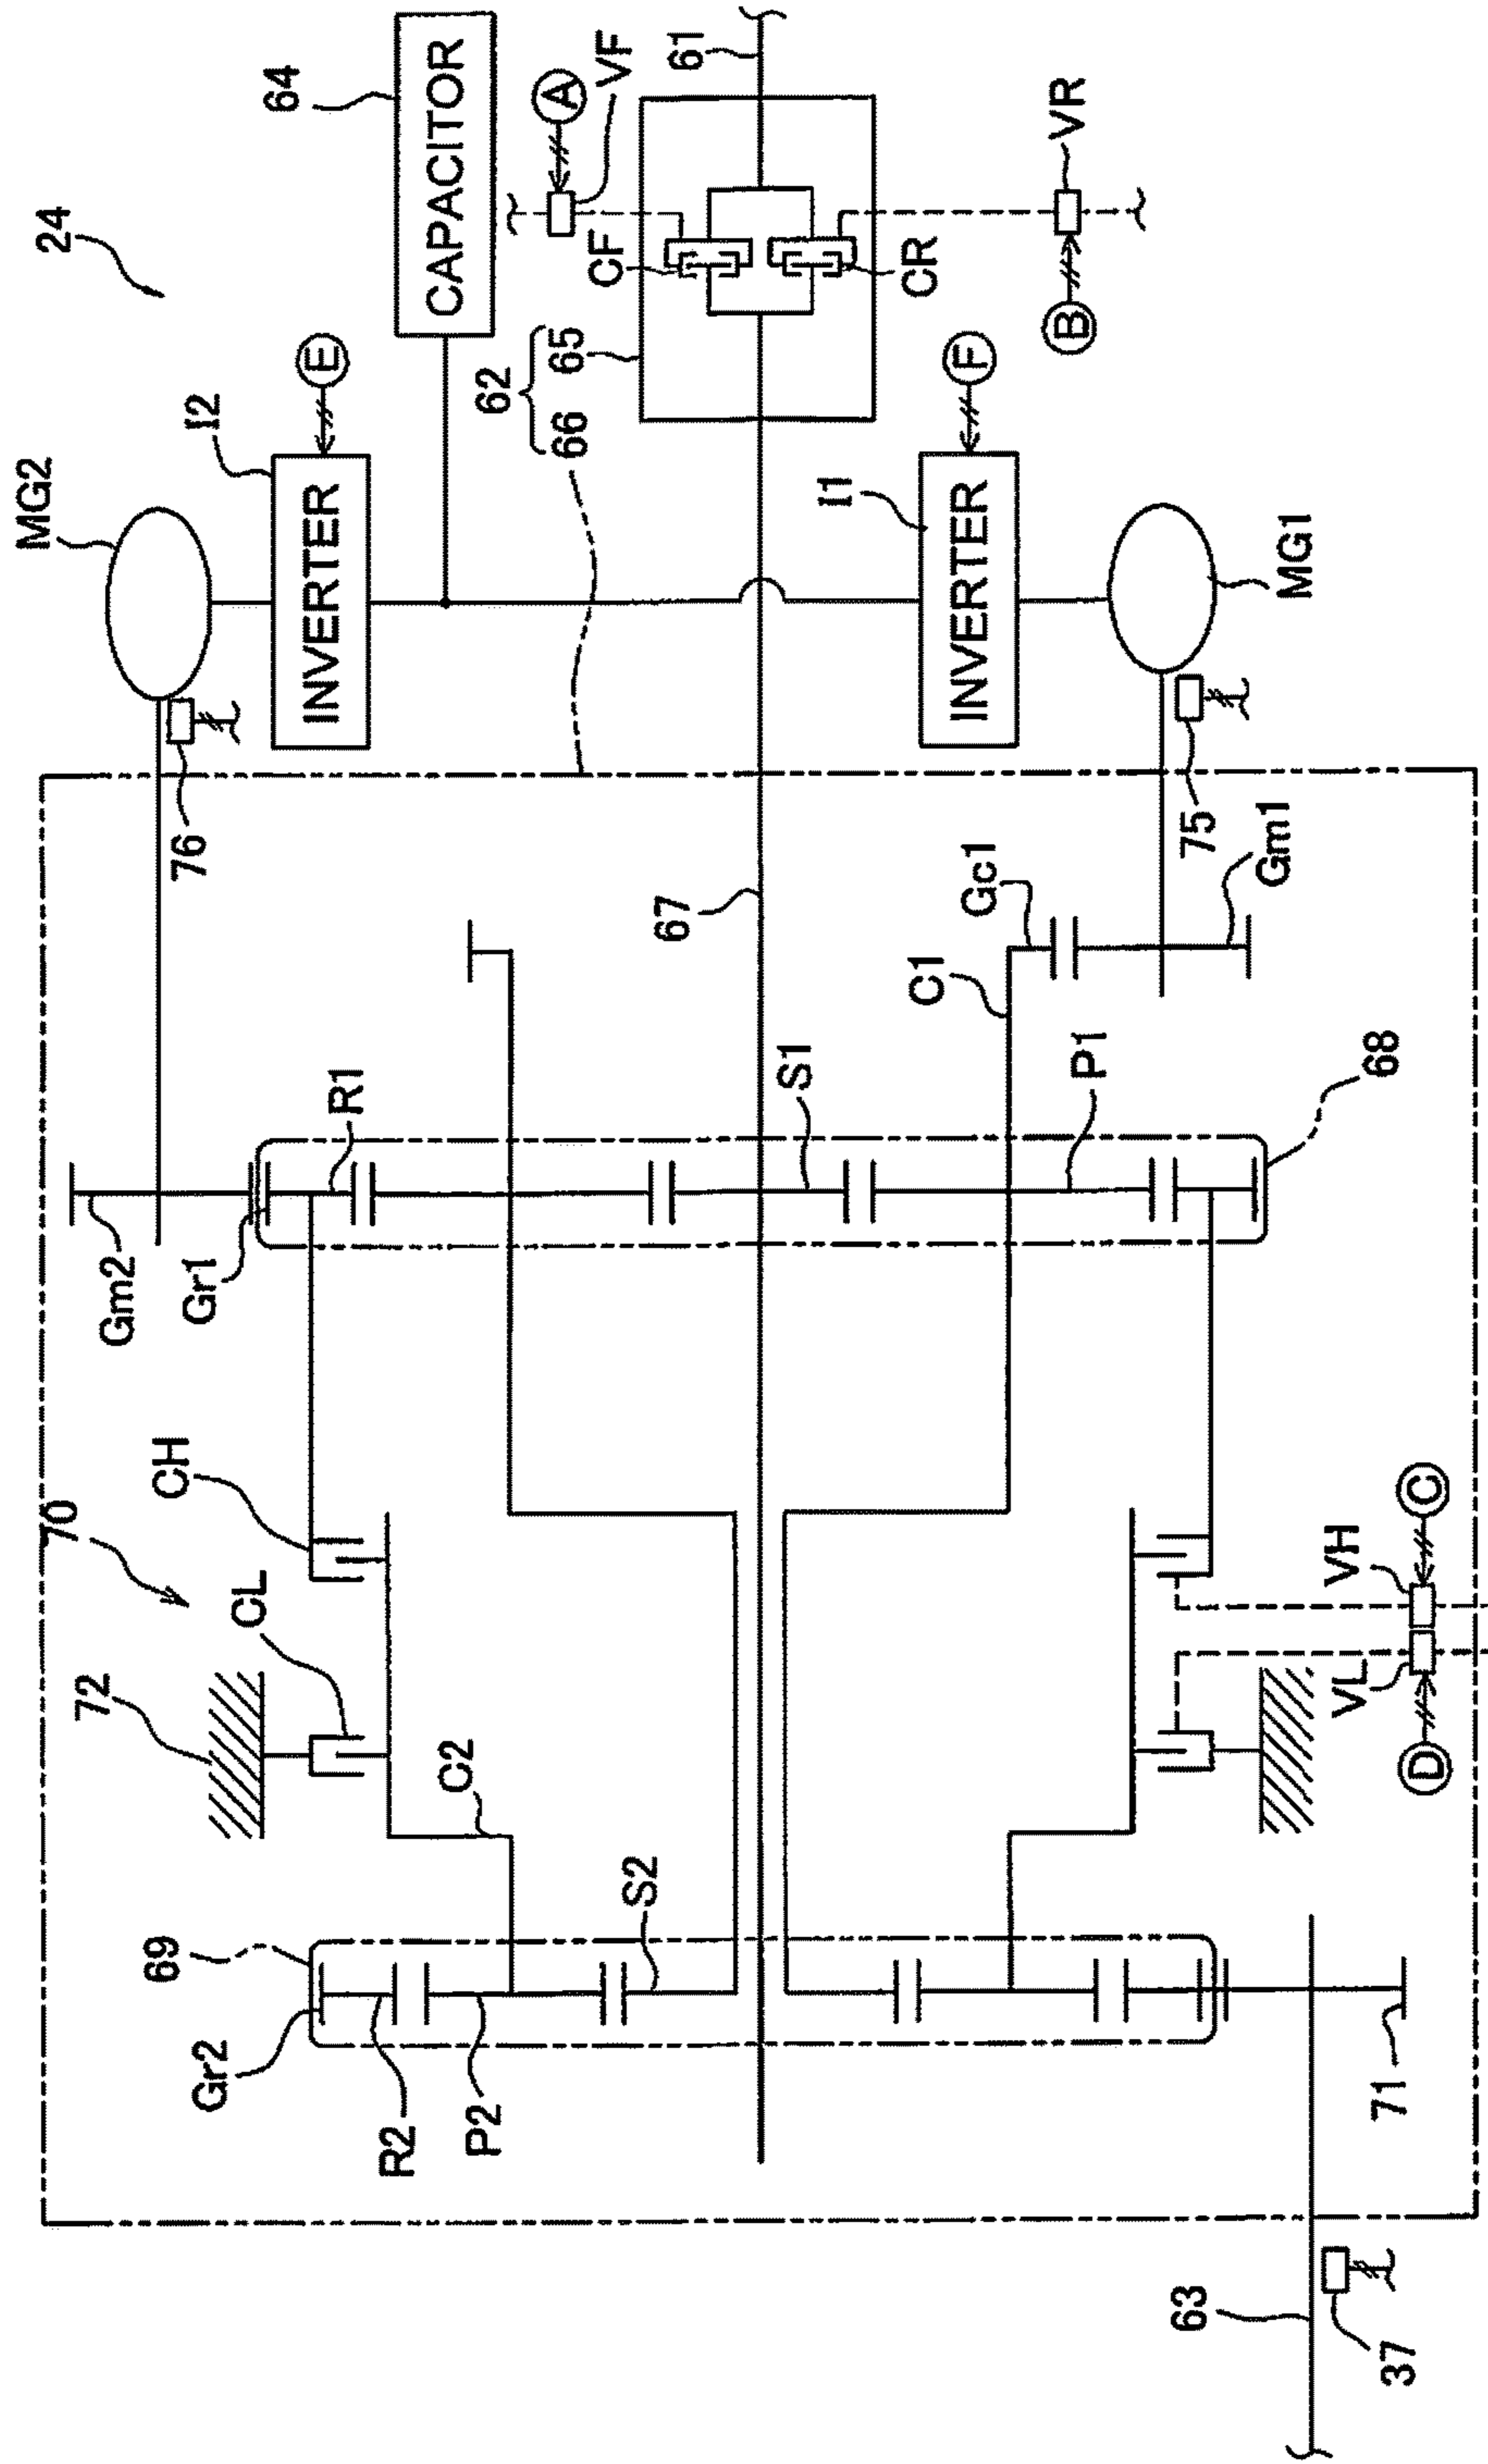 24
MG2
I2
E
64
CAPACITOR
INVERTER
76
A
VF
62
66
65
CF
61
CR
VR
B
F
I1
INVERTER
MG1
75
67
Gc1
C1
Gm1
Gm2
Gr1
R1
S1
P1
68
70
CH
CL
72
C2
VH
C
VL
D
69
Gr2
R2
P2
S2
71
63
37